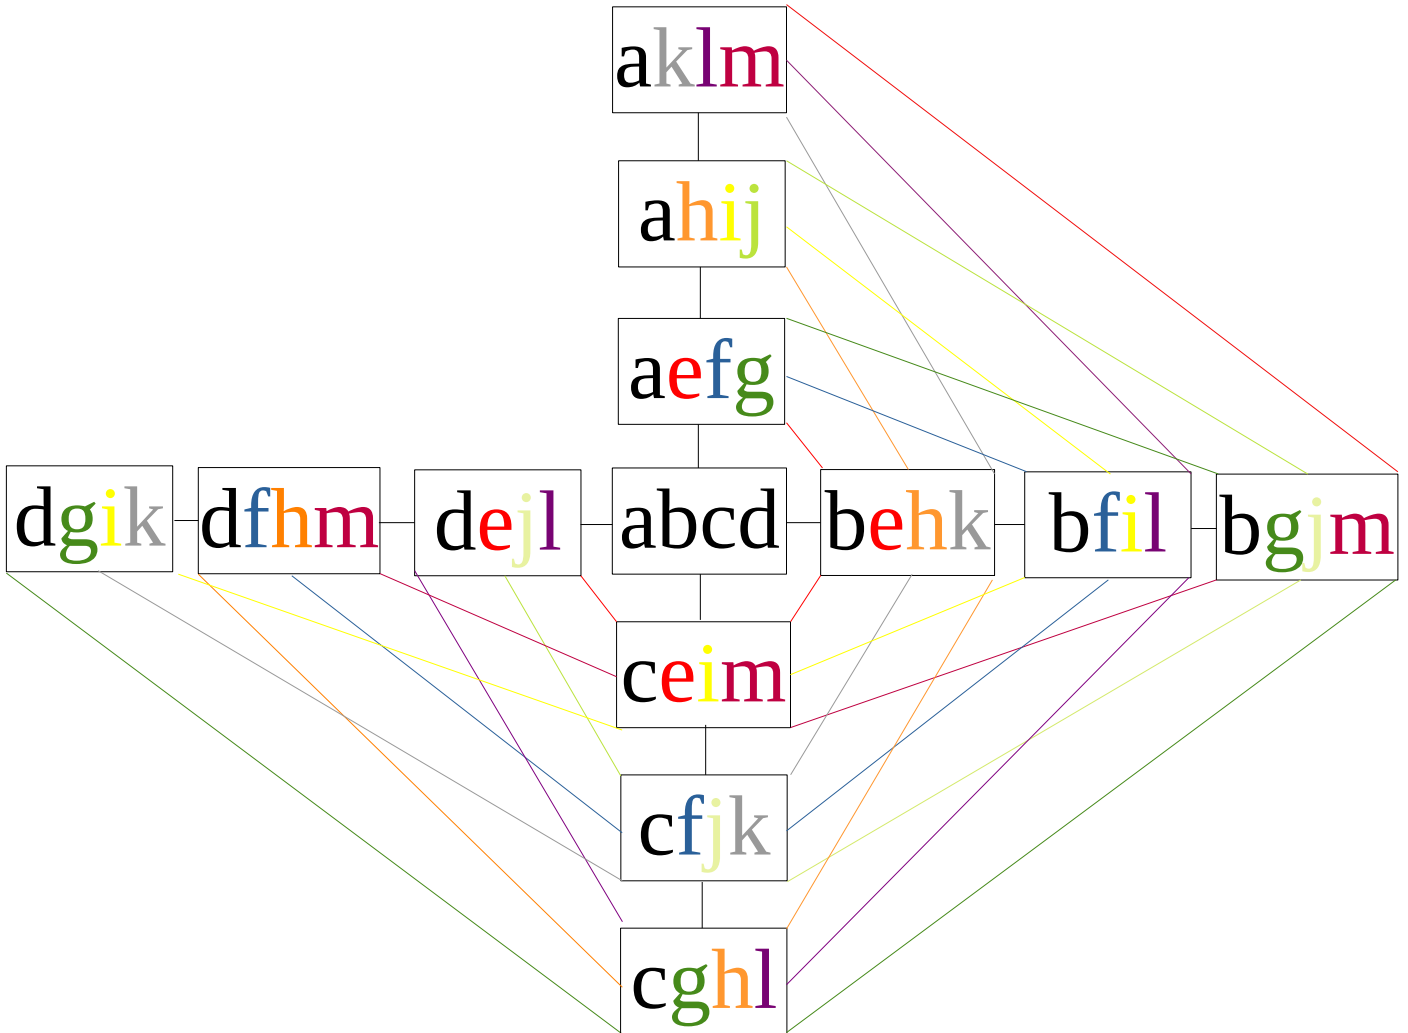 aklm
ahij
aefg
dgik dfhm dejl abcd behk bfil bgjm
ceim
cfjk
cghl